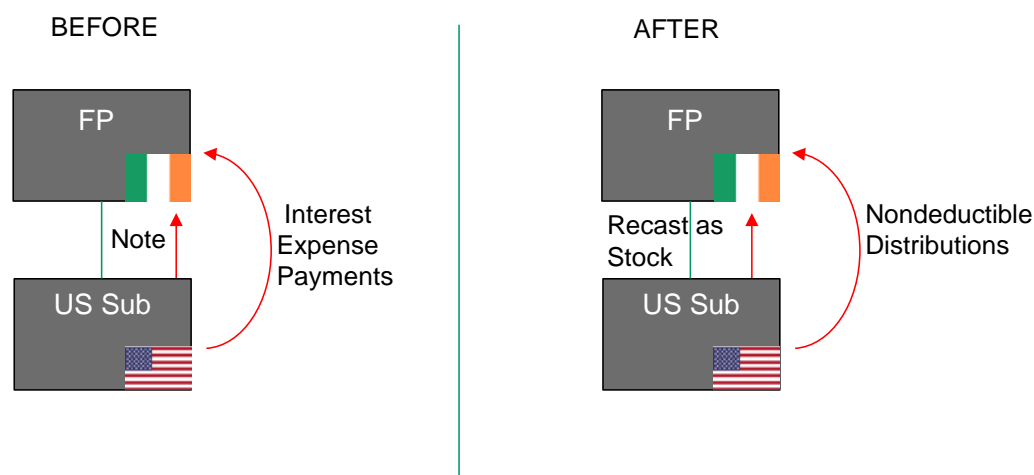 BEFORE
FP
Note
Interest
Expense
Payments
US Sub
AFTER
FP
Recast as
Stock
Nondeductible
Distributions
US Sub